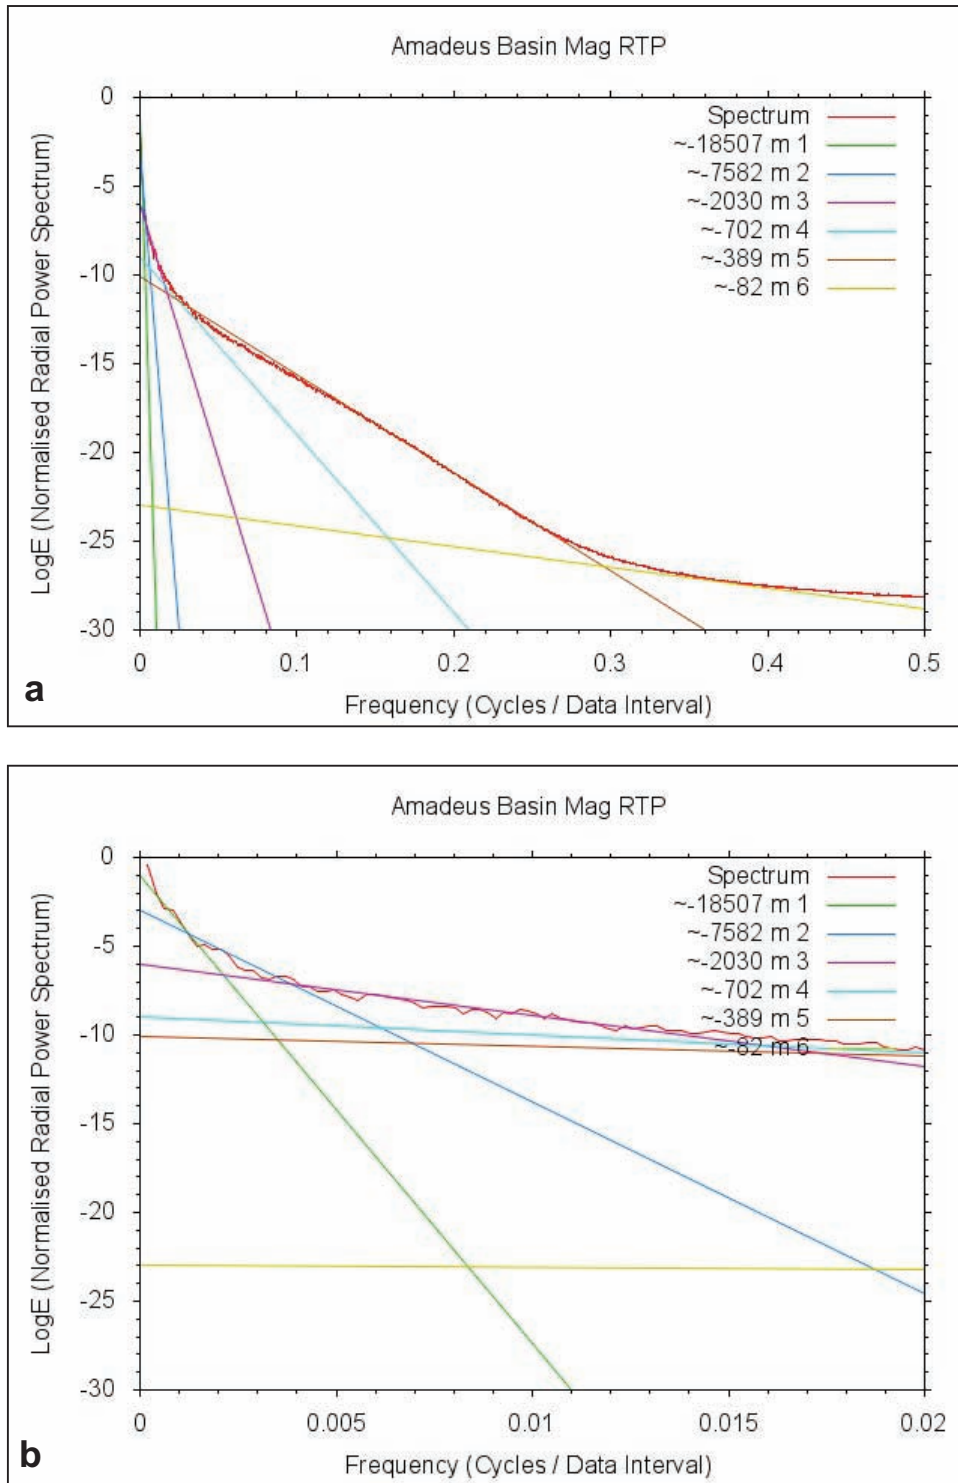 Amadeus Basin Mag RTP
LogE (Normalised Radial Power Spectrum)
0
-5
-10
-15
-20
-25
-30
Spectrum
~-18507 m 1
~-7582 m 2
~-2030 m 3
~-702 m 4
~-389 m 5
~-82 m 6
0 0.1 0.2 0.3 0.4 0.5
Frequency (Cycles / Data Interval)
a
Amadeus Basin Mag RTP
LogE (Normalised Radial Power Spectrum)
0
-5
-10
-15
-20
-25
-30
Spectrum
~-18507 m 1
~-7582 m 2
~-2030 m 3
~-702 m 4
~-389 m 5
~-82 m 6
0 0.005 0.01 0.015 0.02
Frequency (Cycles / Data Interval)
b